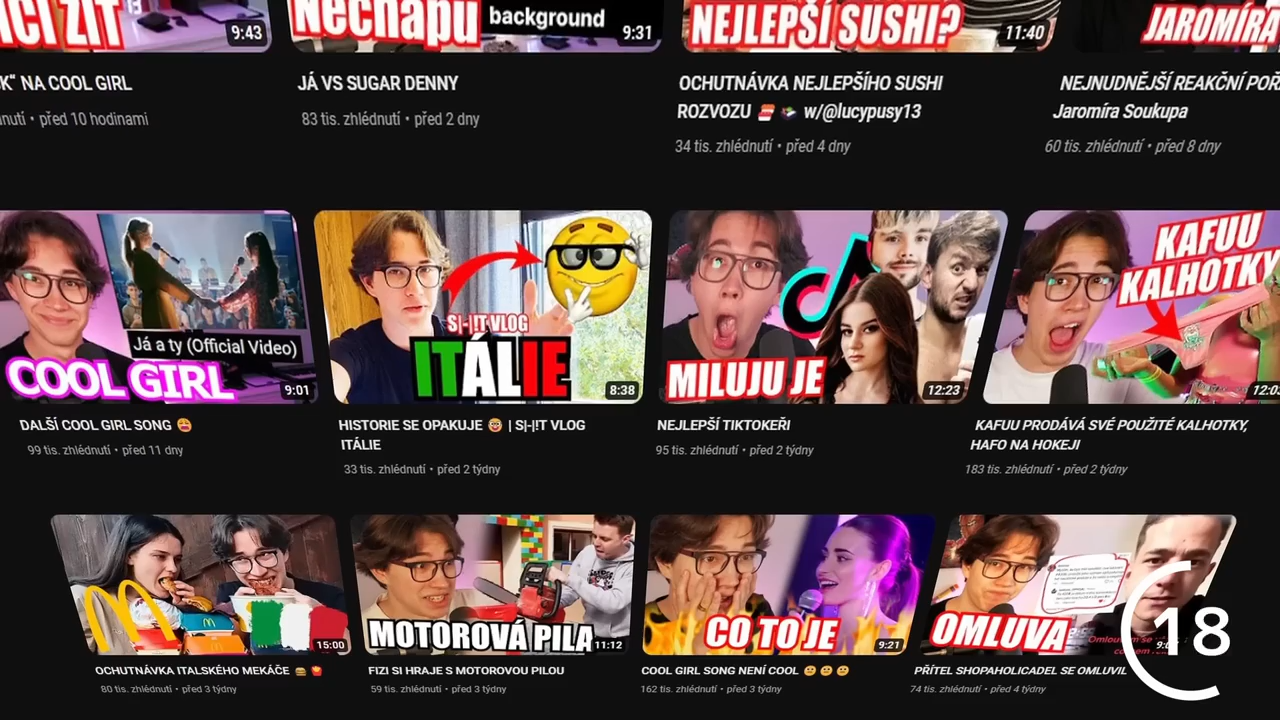 9:43
Nechápu
background
9:31
NEJLEPŠÍ SUSHI?
11:40
JAROMÍRA
K“ NA COOL GIRL
JÁ VS SUGAR DENNY
OCHUTNÁVKA NEJLEPŠÍHO SUSHI
ROZVOZU 🍣 w/@lucypusy13
NEJNUDNĚJŠÍ REAKČNÍ
Jaromíra Soukupa
• před 10 hodinami
83 tis. zhlédnutí • před 2 dny
34 tis. zhlédnutí • před 4 dny
60 tis. zhlédnutí • před 8 dny
Já a ty (Official Video)
COOL GIRL
9:01
S|-|!T VLOG
ITÁLIE
8:38
MILUJU JE
12:23
KAFUU
KALHOTKY
DALŠÍ COOL GIRL SONG 😩
99 tis. zhlédnutí • před 11 dny
HISTORIE SE OPAKUJE 🤓 | S|-|!T VLOG
ITÁLIE
33 tis. zhlédnutí • před 2 týdny
NEJLEPŠÍ TIKTOKEŘI
95 tis. zhlédnutí • před 2 týdny
KAFUU PRODÁVÁ SVÉ POUŽITÉ KALHOTKY,
HAFO NA HOKEJI
183 tis. zhlédnutí • před 2 týdny
15:00
MOTOROVÁ PILA
11:12
CO TO JE
9:21
OMLUVA
18
OCHUTNÁVKA ITALSKÉHO MEKÁČE 🍔 🍟
80 tis. zhlédnutí • před 3 týdny
FIZI SI HRAJE S MOTOROVOU PILOU
59 tis. zhlédnutí • před 3 týdny
COOL GIRL SONG NENÍ COOL 😕 😕 😕
162 tis. zhlédnutí • před 3 týdny
PŘÍTEL SHOPAHOLICADEL SE OMLUVIL
74 tis. zhlédnutí • před 4 týdny